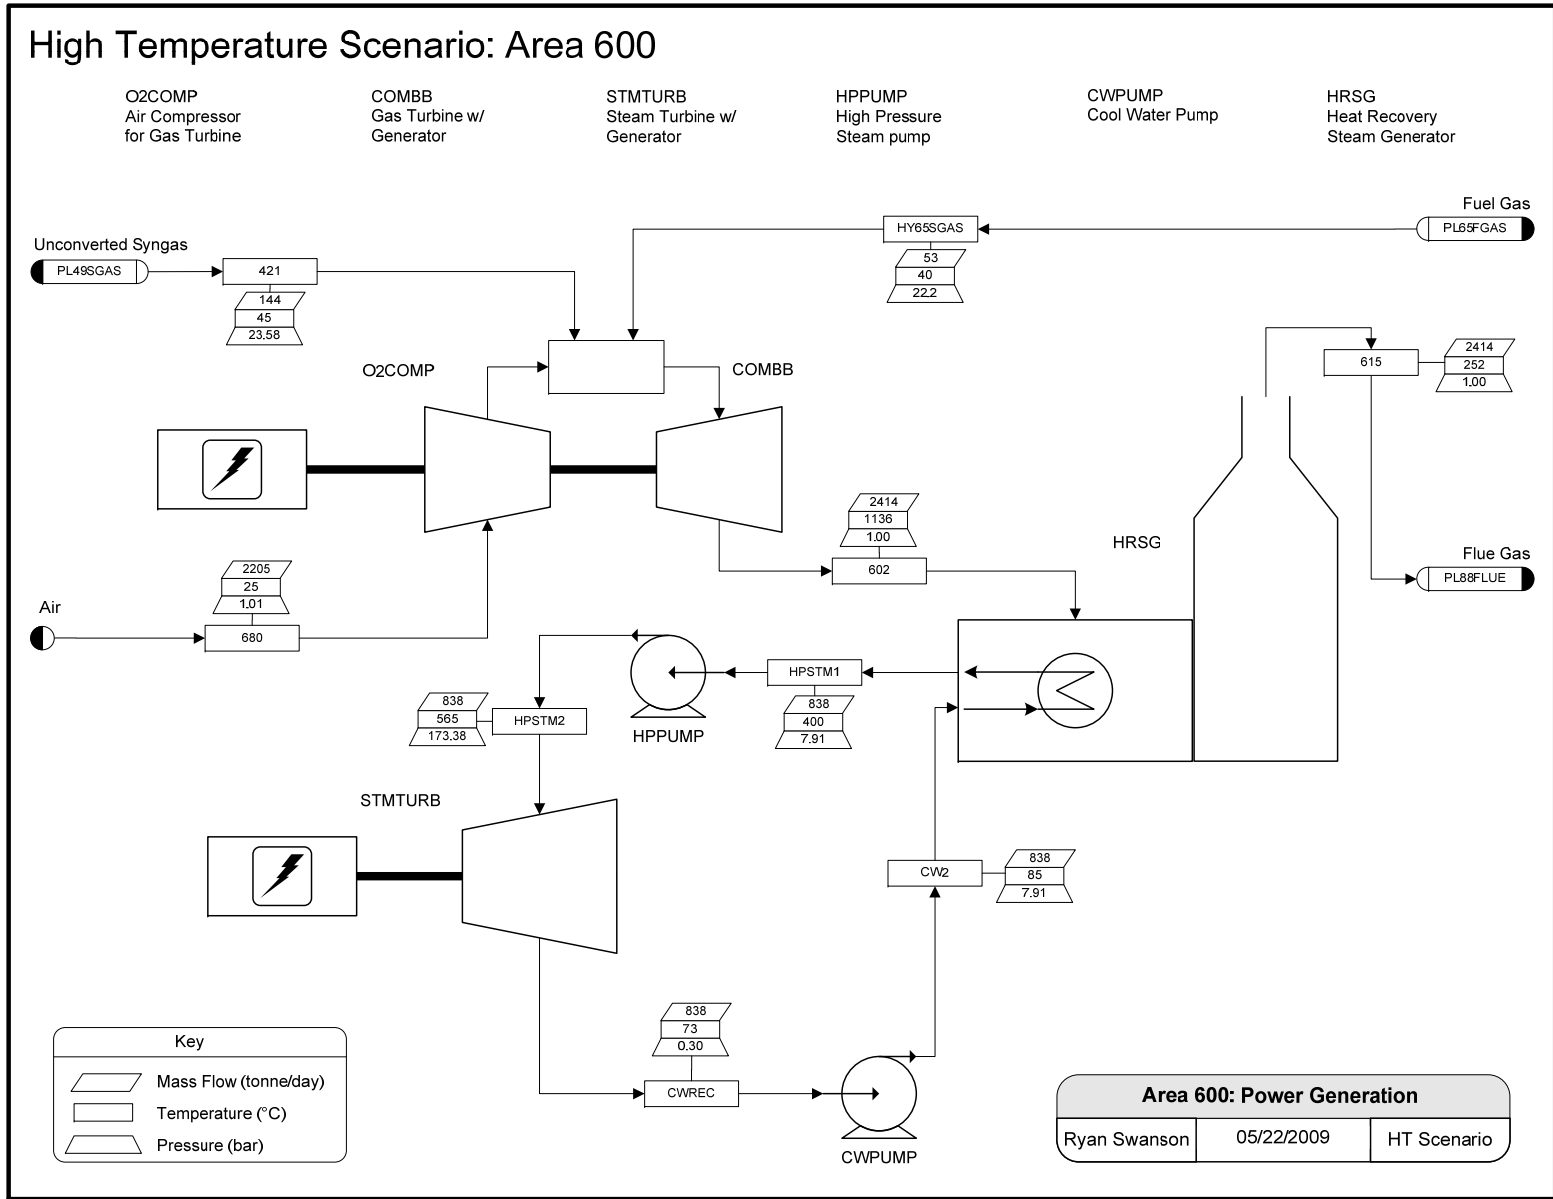 High Temperature Scenario: Area 600
O2COMP
Air Compressor
for Gas Turbine
COMBB
Gas Turbine w/
Generator
STMTURB
Steam Turbine w/
Generator
HPPUMP
High Pressure
Steam pump
CWPUMP
Cool Water Pump
HRSG
Heat Recovery
Steam Generator
Fuel Gas
PL65FGAS
HY65SGAS
53
40
22.2
Unconverted Syngas
PL49SGAS
421
144
45
23.58
O2COMP
COMBB
615
2414
252
1.00
2414
1136
1.00
602
HRSG
Flue Gas
PL88FLUE
2205
25
1.01
680
Air
HPSTM1
838
400
7.91
HPPUMP
838
565
173.38
HPSTM2
STMTURB
CW2
838
85
7.91
838
73
0.30
CWREC
CWPUMP
Key
Mass Flow (tonne/day)
Temperature (°C)
Pressure (bar)
Area 600: Power Generation
Ryan Swanson
05/22/2009
HT Scenario